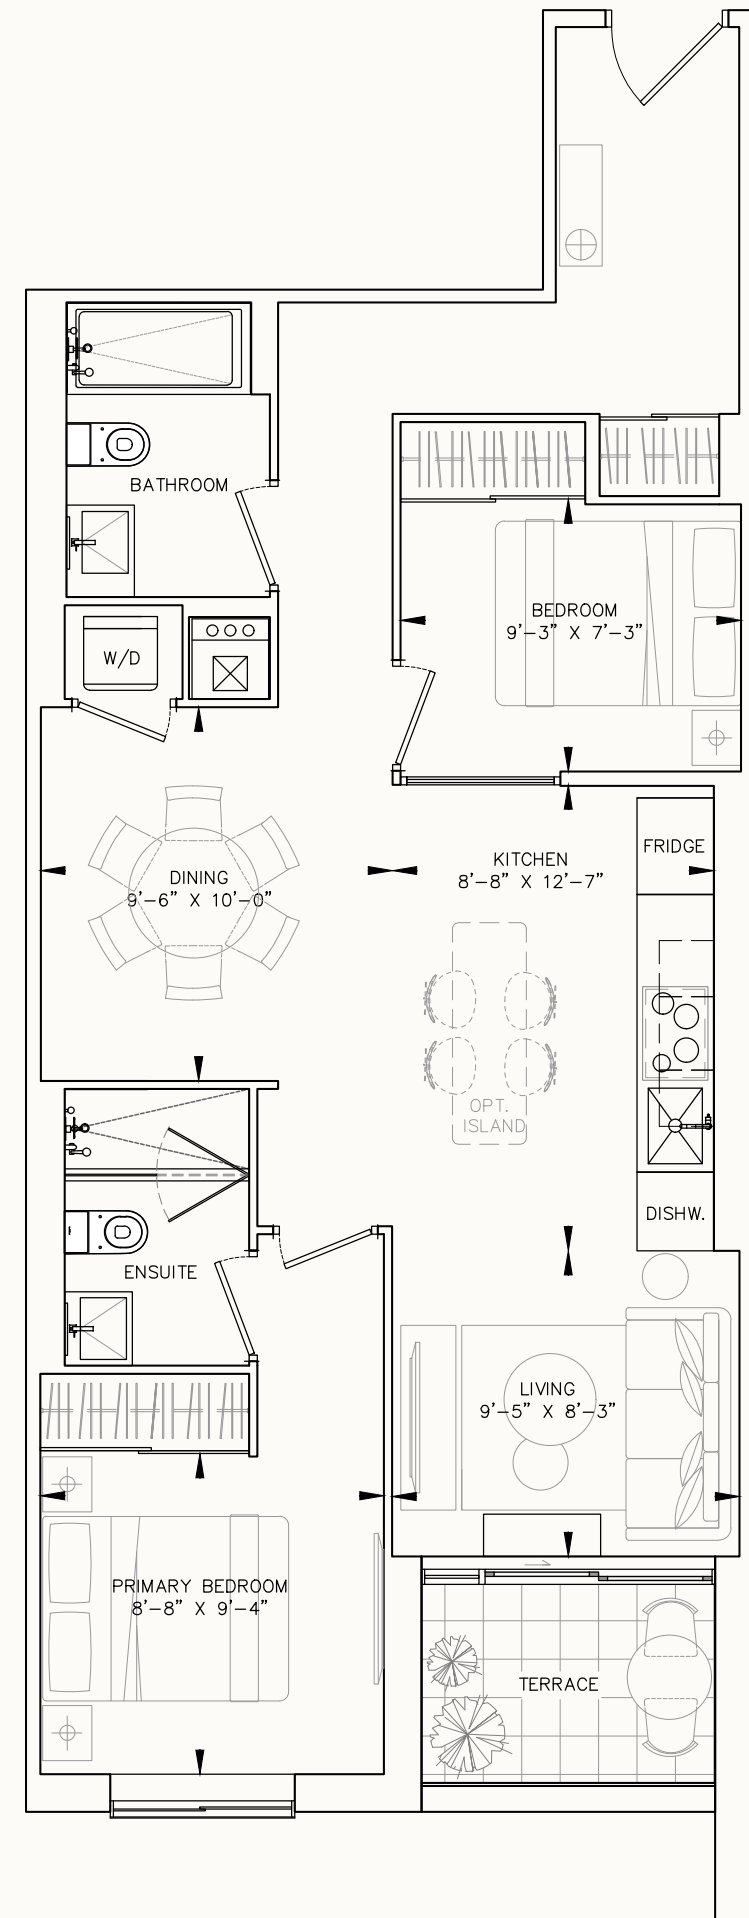 BATHROOM
BEDROOM
9'-3" X 7'-3"
W/D
FRIDGE
KITCHEN
8'-8" X 12'-7"
DINING
9'-6" X 10'-0"
OPT.
ISLAND
DISHW.
ENSUITE
LIVING
9'-5" X 8'-3"
PRIMARY BEDROOM
8'-8" X 9'-4"
TERRACE